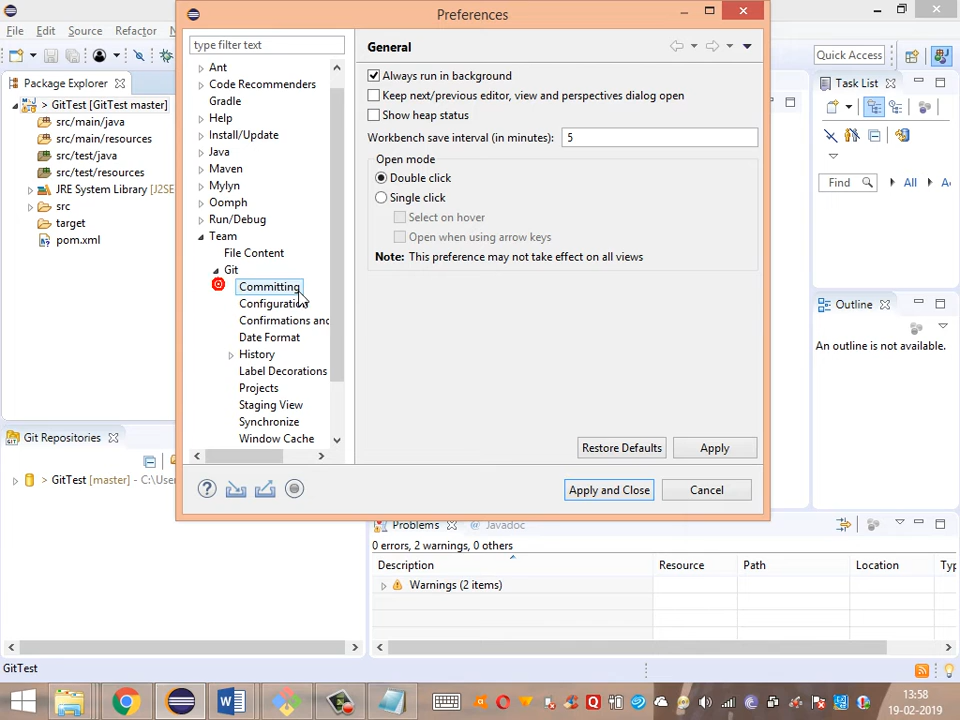 Preferences
File Edit Source Refactor N
Quick Access
type filter text
General
Package Explorer
Task List
Ant
Code Recommenders
Gradle
Help
Install/Update
Java
Maven
Mylyn
Oomph
Run/Debug
Team
File Content
Git
Committing
Configuration
Confirmations and
Date Format
History
Label Decorations
Projects
Staging View
Synchronize
Window Cache
Always run in background
Keep next/previous editor, view and perspectives dialog open
Show heap status
Workbench save interval (in minutes): 5
Open mode
Double click
Single click
Select on hover
Open when using arrow keys
Note: This preference may not take effect on all views
Restore Defaults
Apply
Apply and Close
Cancel
> GitTest [GitTest master]
src/main/java
src/main/resources
src/test/java
src/test/resources
JRE System Library [J2SE
src
target
pom.xml
Find
All
A
Outline
An outline is not available.
Git Repositories
> GitTest [master] - C:\User
Problems
@ Javadoc
0 errors, 2 warnings, 0 others
Description Resource Path Location Typ
Warnings (2 items)
GitTest
13:58
19-02-2019